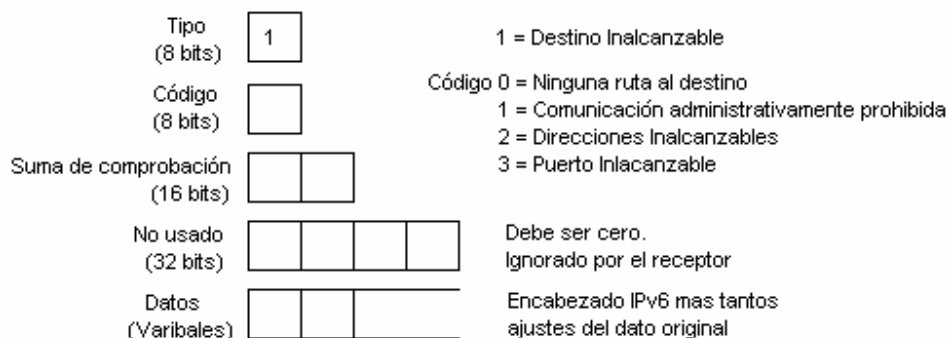 Tipo
(8 bits)
1
1 = Destino Inalcanzable
Código
(8 bits)
Código 0 = Ninguna ruta al destino
1 = Comunicación administrativamente prohibida
2 = Direcciones Inalcanzables
3 = Puerto Inlacanzable
Suma de comprobación
(16 bits)
No usado
(32 bits)
Debe ser cero.
Ignorado por el receptor
Datos
(Varibales)
Encabezado IPv6 mas tantos
ajustes del dato original